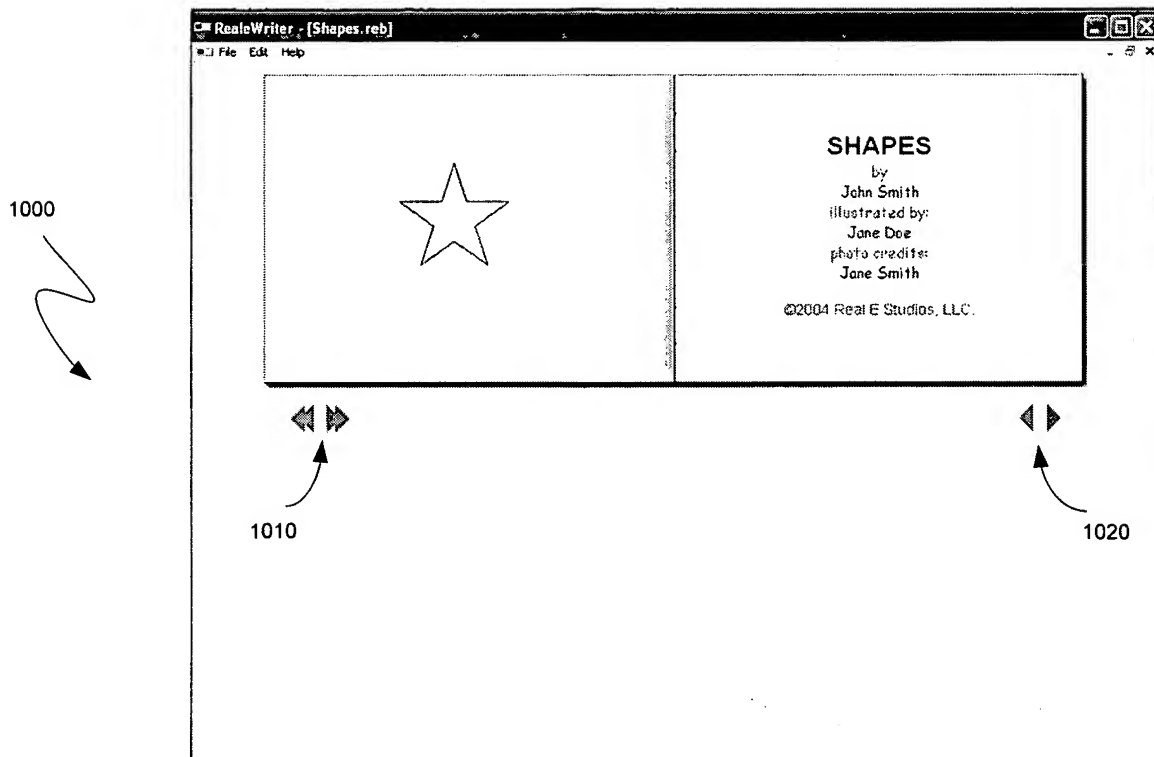 RealeWriter - [Shapes.reb]
File Edit Help
SHAPES
by
John Smith
illustrated by:
Jane Doe
photo credits:
Jane Smith
©2004 Real E Studios, LLC.
1000
1010
1020